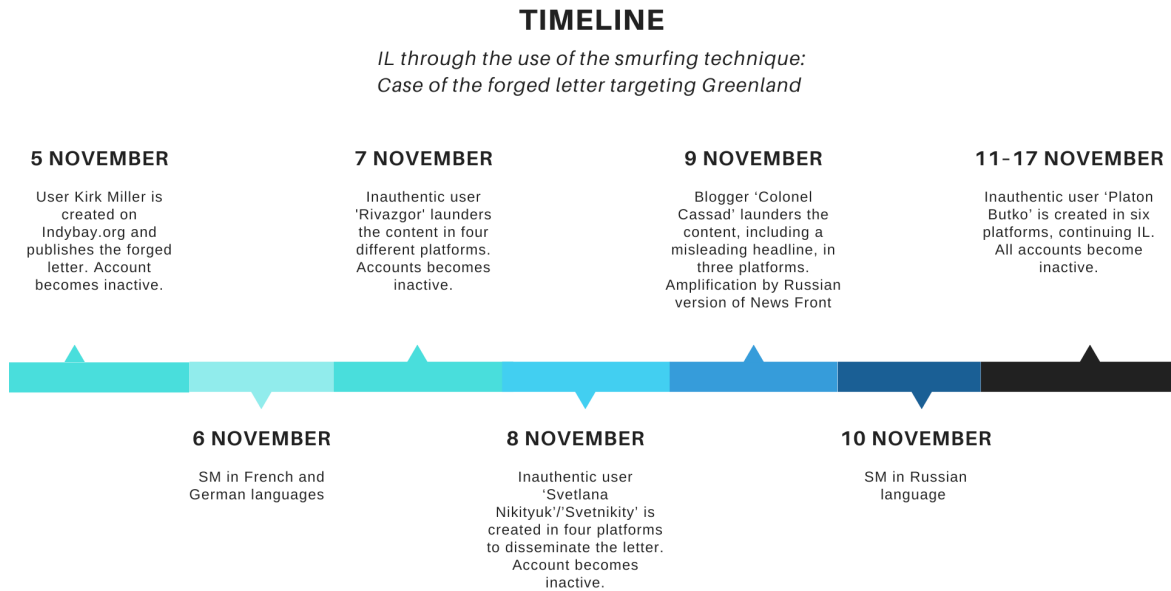 TIMELINE
IL through the use of the smurfing technique:
Case of the forged letter targeting Greenland
5 NOVEMBER
User Kirk Miller is
created on
Indybay.org and
publishes the forged
letter. Account
becomes inactive.
6 NOVEMBER
SM in French and
German languages
7 NOVEMBER
Inauthentic user
'Rivazgor' launders
the content in four
different platforms.
Accounts becomes
inactive.
8 NOVEMBER
Inauthentic user
‘Svetlana
Nikityuk’/’Svetnikity’ is
created in four platforms
to disseminate the letter.
Account becomes
inactive.
9 NOVEMBER
Blogger ‘Colonel
Cassad’ launders the
content, including a
misleading headline, in
three platforms.
Amplification by Russian
version of News Front
10 NOVEMBER
SM in Russian
language
11-17 NOVEMBER
Inauthentic user ‘Platon
Butko’ is created in six
platforms, continuing IL.
All accounts become
inactive.